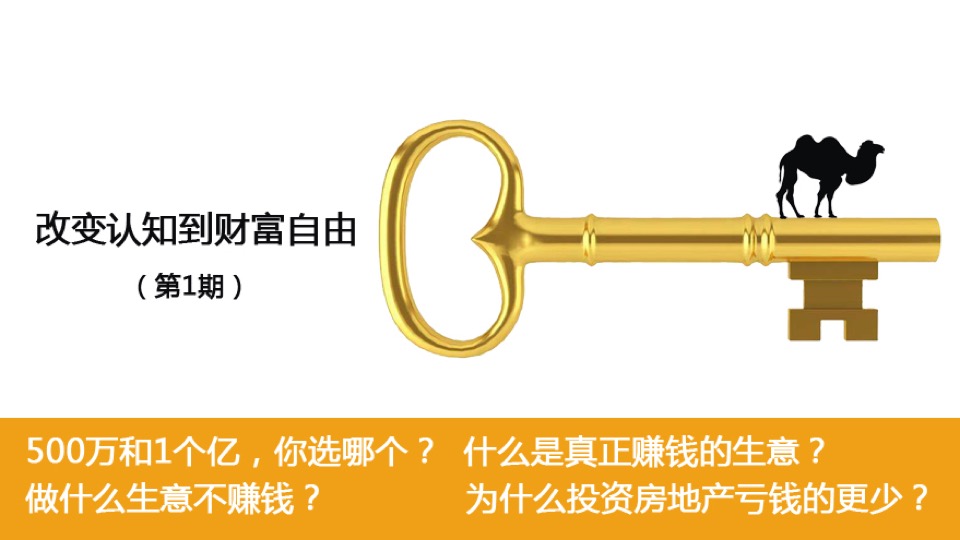 改变认知到财富自由
（第1期）
500万和1个亿，你选哪个？ 什么是真正赚钱的生意？
做什么生意不赚钱？ 为什么投资房地产亏钱的更少？